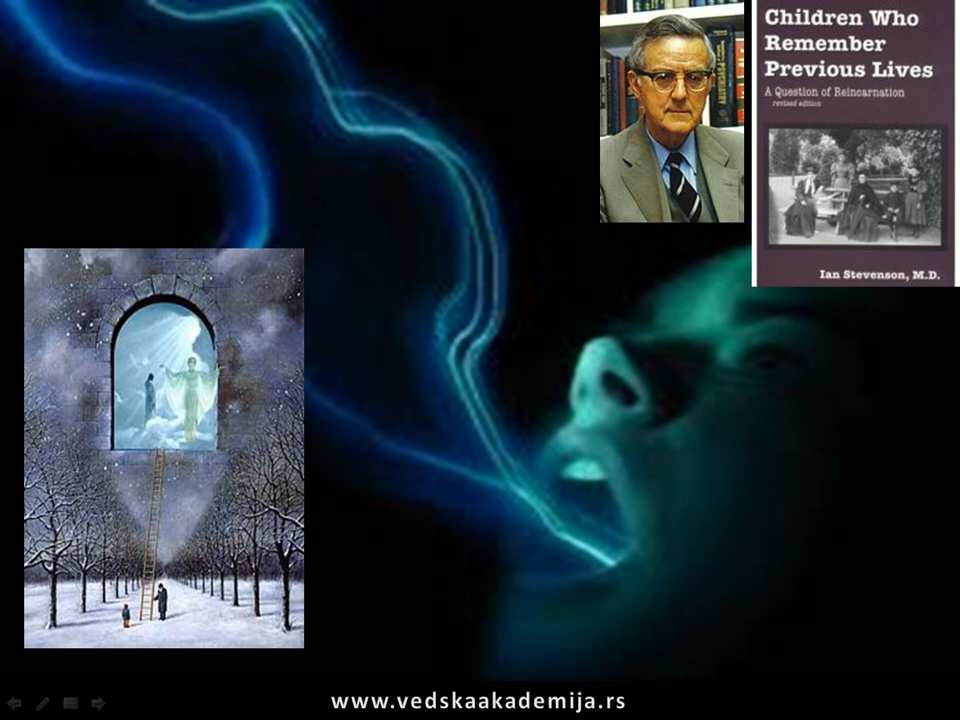 Children Who
Remember
Previous Lives
A Question of Reincarnation
revised edition
Ian Stevenson, M.D.
www.vedskaakademija.rs